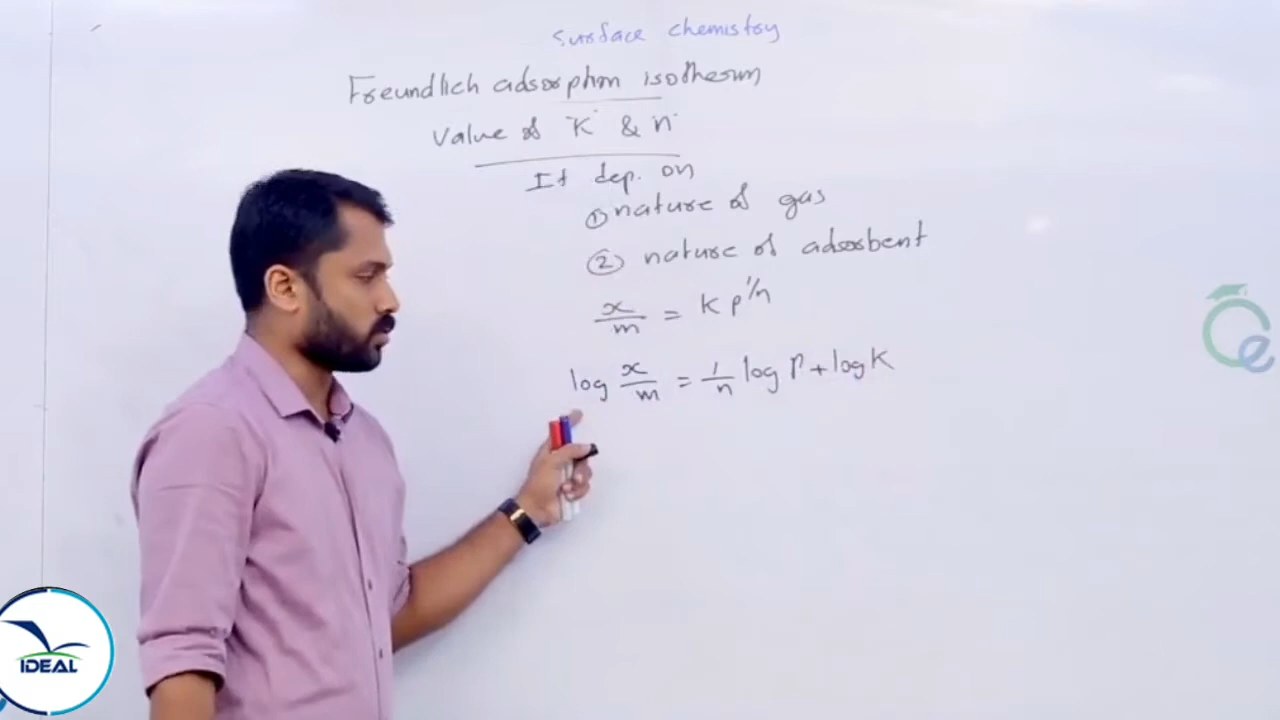 Surface chemistry
Freundlich adsorption isotherm
Value of "K" & "n"
It dep. on
① nature of gas
② nature of adsorbent
x/m = K p^1/n
log x/m = 1/n log P + log K
IDEAL
e